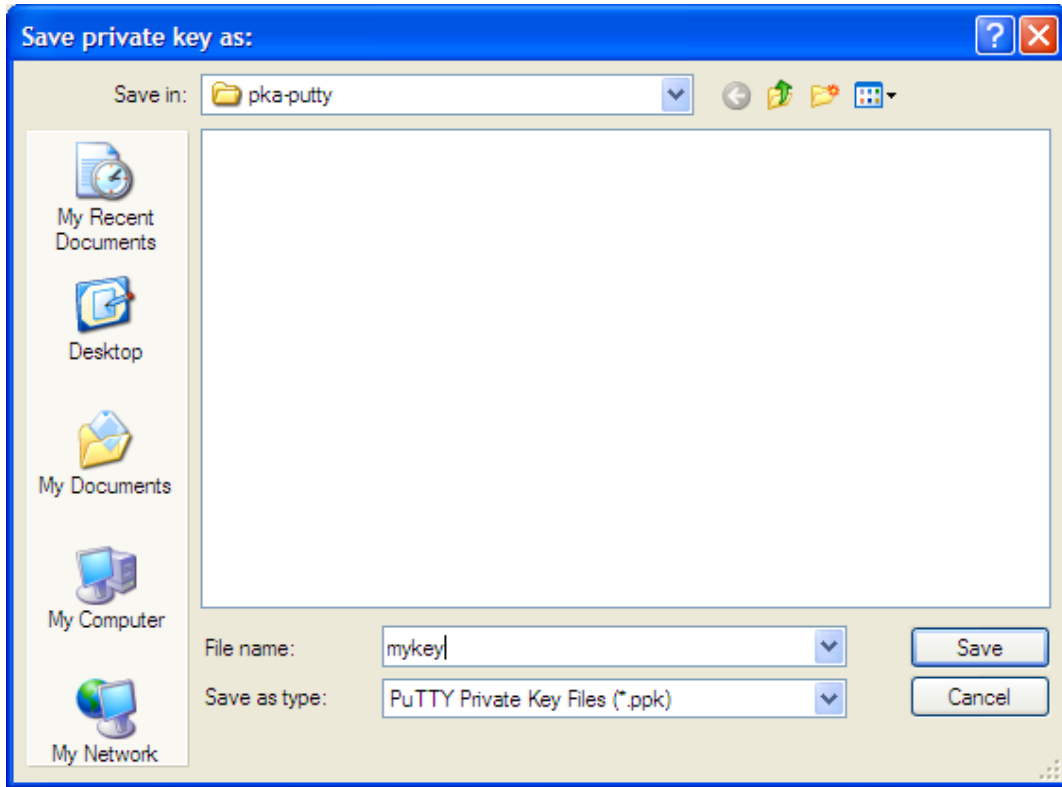 Save private key as:
Save in: pka-putty
My Recent
Documents
Desktop
My Documents
My Computer
My Network
File name: mykey Save
Save as type: PuTTY Private Key Files (*.ppk) Cancel